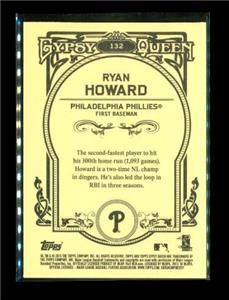 GYPSY QUEEN
132
RYAN
HOWARD
PHILADELPHIA PHILLIES®
FIRST BASEMAN
The second-fastest player to hit
his 300th home run (1,093 games),
Howard is a two-time NL champ
in dingers. He's also led the loop in
RBI in three seasons.
P
Topps